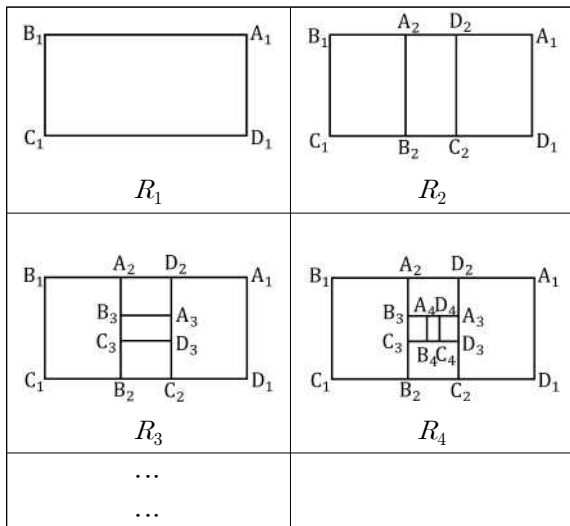 B₁ A₁
C₁ D₁
R₁
A₂ D₂
B₁ A₁
C₁ B₂ C₂ D₁
R₂
A₂ D₂
B₁ A₁
B₃ A₃
C₃ D₃
C₁ B₂ C₂ D₁
R₃
A₂ D₂
B₁ A₁
B₃ A₄ D₄ A₃
C₃ B₄ C₄ D₃
C₁ B₂ C₂ D₁
R₄
...
...